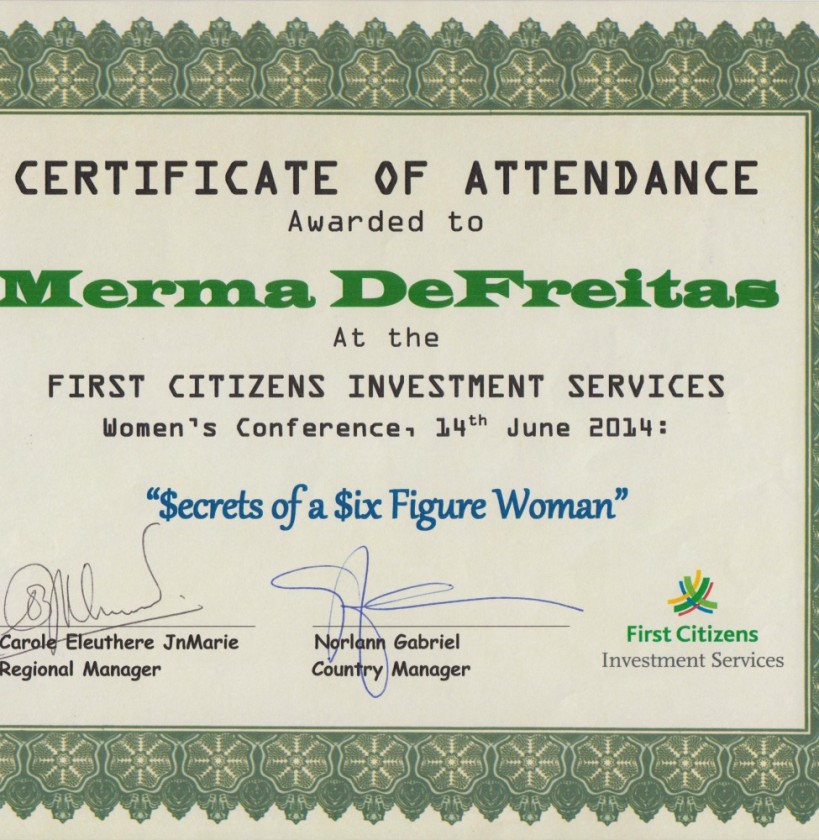 CERTIFICATE OF ATTENDANCE
Awarded to
Merma DeFreitas
At the
FIRST CITIZENS INVESTMENT SERVICES
Women's Conference, 14th June 2014:
"$ecrets of a $ix Figure Woman"
Carole Eleuthere JnMarie
Regional Manager
Norlann Gabriel
Country Manager
First Citizens
Investment Services